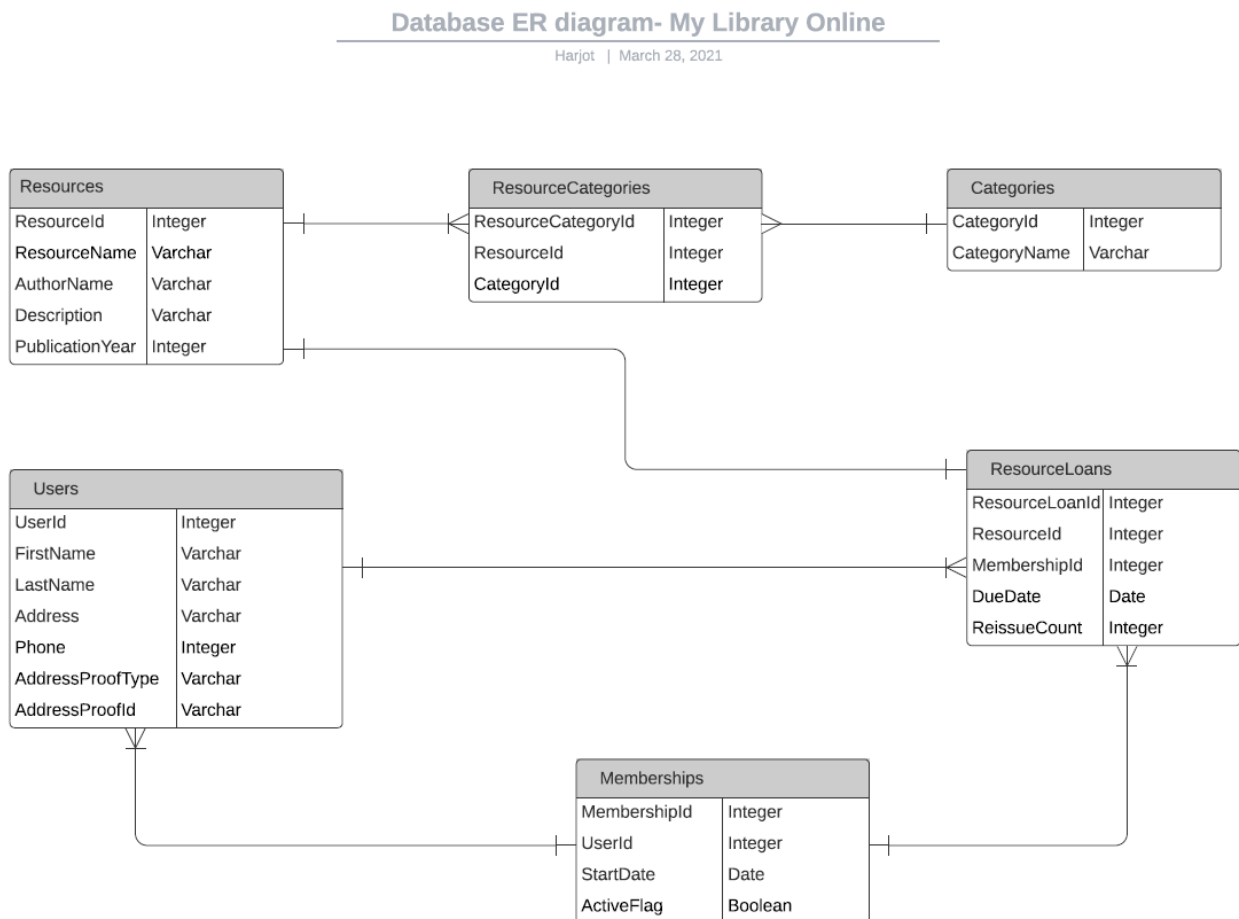 Database ER diagram- My Library Online
Harjot | March 28, 2021
Resources
ResourceId Integer
ResourceName Varchar
AuthorName Varchar
Description Varchar
PublicationYear Integer
ResourceCategories
ResourceCategoryId Integer
ResourceId Integer
CategoryId Integer
Categories
CategoryId Integer
CategoryName Varchar
Users
UserId Integer
FirstName Varchar
LastName Varchar
Address Varchar
Phone Integer
AddressProofType Varchar
AddressProofId Varchar
ResourceLoans
ResourceLoanId Integer
ResourceId Integer
MembershipId Integer
DueDate Date
ReissueCount Integer
Memberships
MembershipId Integer
UserId Integer
StartDate Date
ActiveFlag Boolean